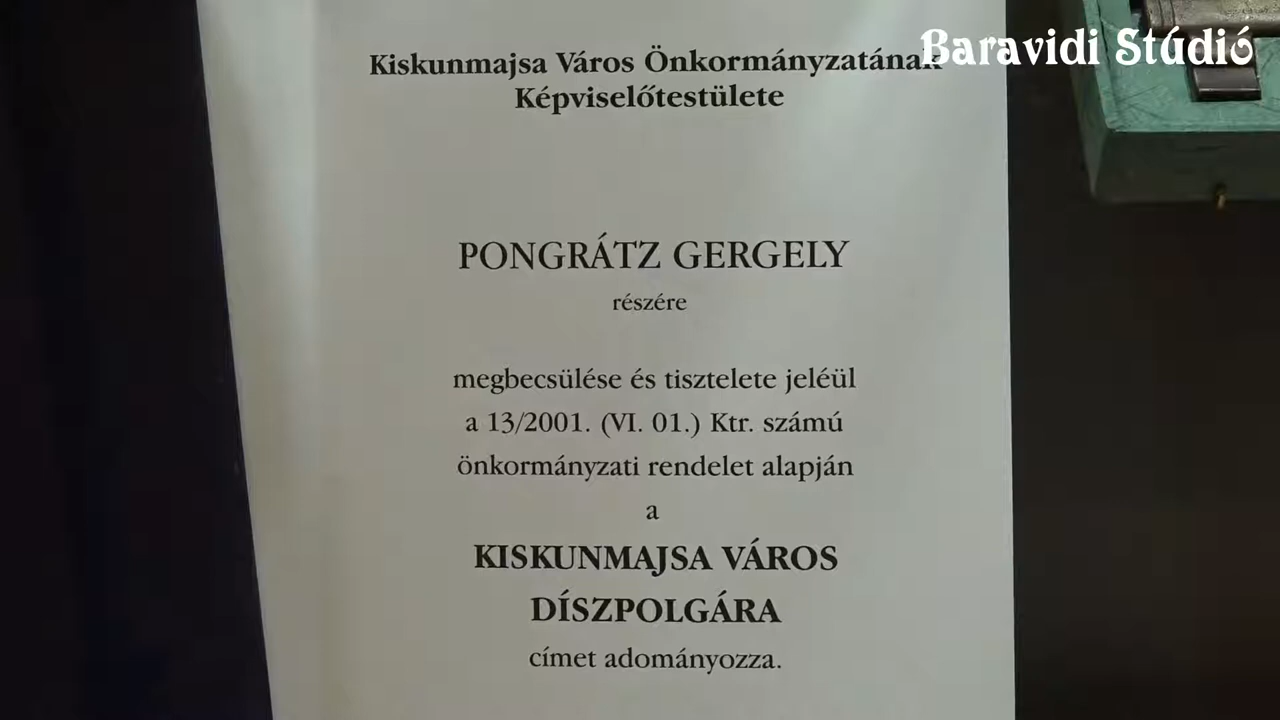 Baravidi Stúdió
Kiskunmajsa Város Önkormányzatának
Képviselőtestülete
PONGRÁTZ GERGELY
részére
megbecsülése és tisztelete jeléül
a 13/2001. (VI. 01.) Ktr. számú
önkormányzati rendelet alapján
a
KISKUNMAJSA VÁROS
DÍSZPOLGÁRA
címet adományozza.